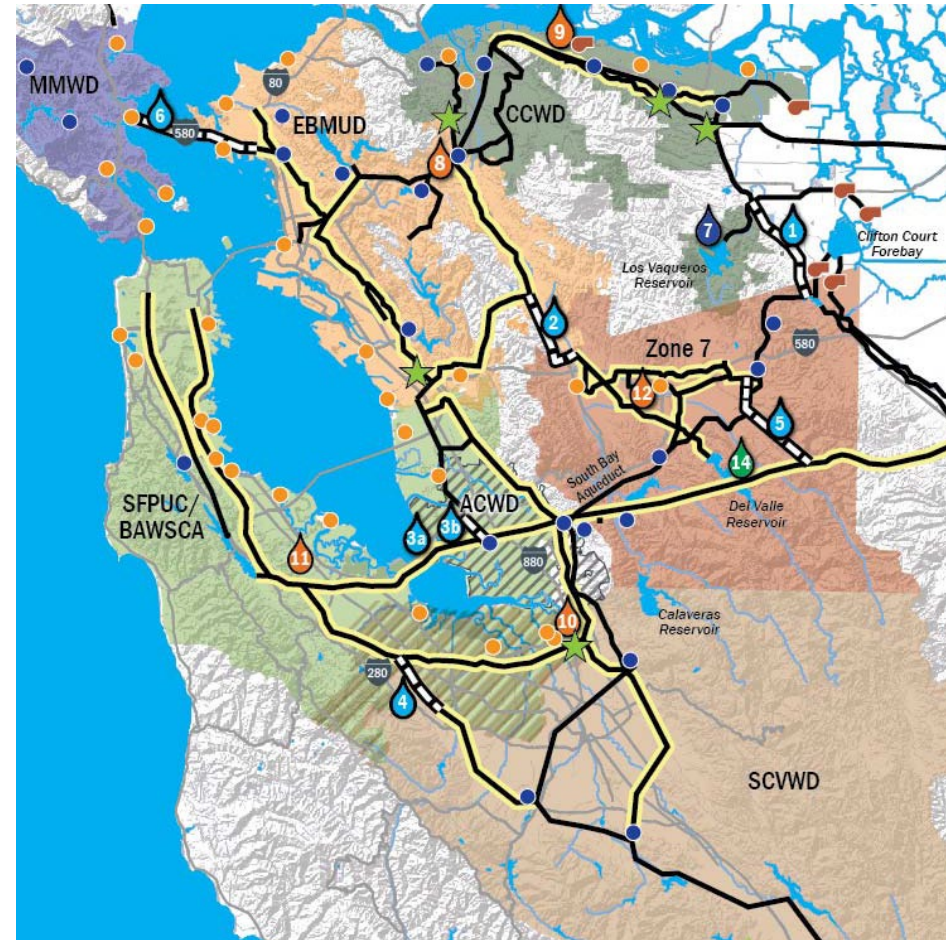 9
MMWD
80
6
580
EBMUD
CCWD
8
7
1
Clifton Court
Forebay
Los Vaqueros
Reservoir
2
580
Zone 7
12
5
14
South Bay
Aqueduct
Del Valle
Reservoir
SFPUC/
BAWSCA
ACWD
3a
3b
880
11
10
Calaveras
Reservoir
280
4
SCVWD